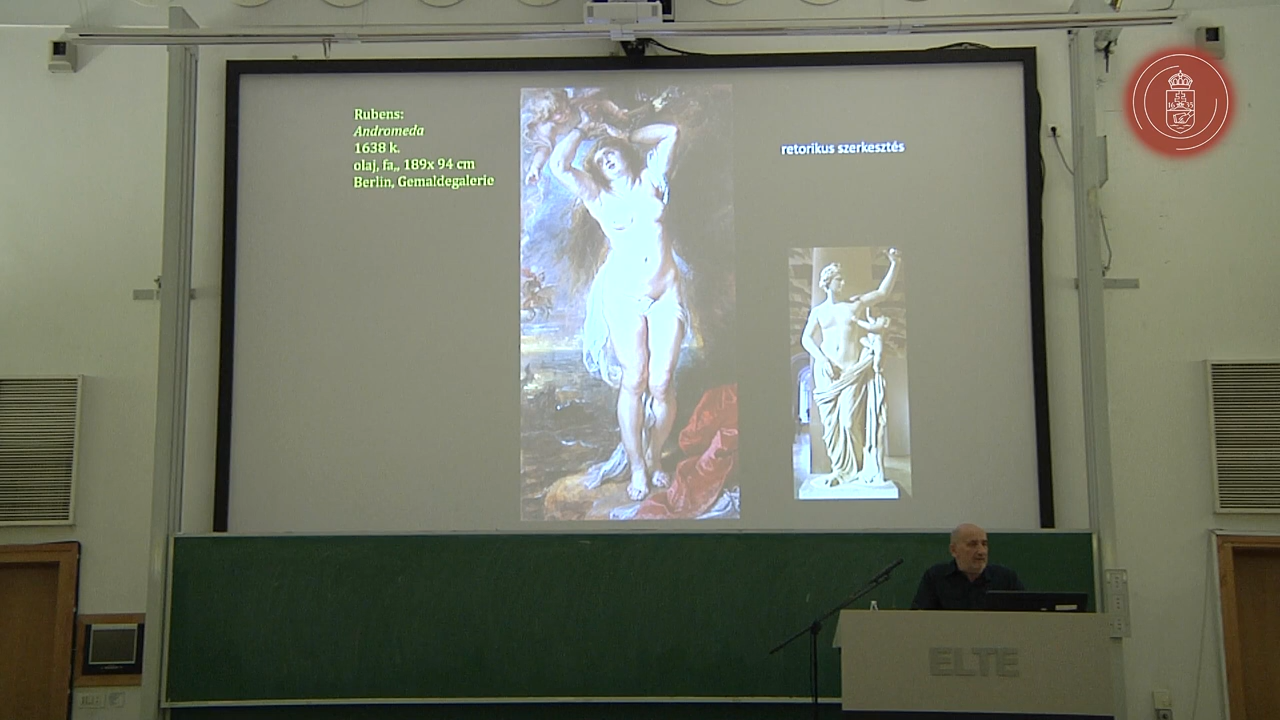 Rubens:
Andromeda
1638 k.
olaj, fa,, 189x 94 cm
Berlin, Gemaldegalerie
retorikus szerkesztés
ELTE